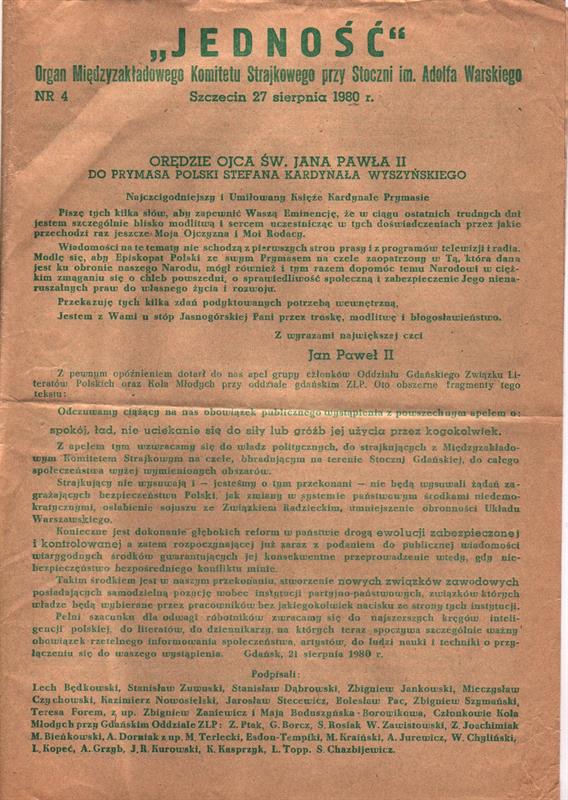 „JEDNOŚĆ“
Organ Międzyzakładowego Komitetu Strajkowego przy Stoczni im. Adolfa Warskiego
NR 4 Szczecin 27 sierpnia 1980 r.
ORĘDZIE OJCA ŚW. JANA PAWŁA II
DO PRYMASA POLSKI STEFANA KARDYNAŁA WYSZYŃSKIEGO
Najczcigodniejszy i Umiłowany Księże Kardynale Prymasie
Piszę tych kilka słów, aby zapewnić Waszą Eminencję, że w ciągu ostatnich trudnych dni
jestem szczególnie blisko modlitwą i sercem uczestnicząc w tych doświadczeniach przez jakie
przechodzi raz jeszcze Moja Ojczyzna i Moi Rodacy.
Wiadomości na te tematy nie schodzą z pierwszych stron prasy i z programów telewizji i radia.
Modlę się, aby Episkopat Polski ze swym Prymasem na czele zaopatrzony w Tą, która dana
jest ku obronie naszego Narodu, mógł również i tym razem dopomóc temu Narodowi w cięż-
kim zmaganiu się o chleb powszedni, o sprawiedliwość społeczną i zabezpieczenie Jego niena-
ruszalnych praw do własnego życia i rozwoju.
Przekazuję tych kilka zdań podyktowanych potrzebą wewnętrzną,
Jestem z Wami u stóp Jasnogórskiej Pani przez troskę, modlitwę i błogosławieństwo.
Z wyrazami największej czci
Jan Paweł II
Z pewnym opóźnieniem dotarł do nas apel grupy członków Oddziału Gdańskiego Związku Li-
teratów Polskich oraz Koła Młodych przy oddziale gdańskim ZLP. Oto obszerne fragmenty tego
tekstu:
Odczuwamy ciążący na nas obowiązek publicznego wystąpienia z powszechnym apelem o:
spokój, ład, nie uciekanie się do siły lub gróźb jej użycia przez kogokolwiek.
Z apelem tym wzwracamy się do władz politycznych, do strajkujących z Międzyzakłado-
wym Komitetem Strajkowym na czele, obradującym na terenie Stoczni Gdańskiej, do całego
społeczeństwa wyżej wymienionych obszarów.
Strajkujący nie wysuwają i — jesteśmy o tym przekonani — nie będą wysuwali żądań za-
grażających bezpieczeństwu Polski, jak zmiany w systemie państwowym środkami niedemo-
kratycznymi, osłabienie sojuszu ze Związkiem Radzieckim, umniejszenie obronności Układu
Warszawskiego.
Konieczne jest dokonanie głębokich reform w państwie drogą ewolucji zabezpieczonej
i kontrolowanej a zatem rozpoczynającej już zaraz z podaniem do publicznej wiadomości
wiarygodnych środków gwarantujących jej konsekwentne przeprowadzenie wtedy, gdy nie-
bezpieczeństwo bezpośredniego konfliktu minie.
Takim środkiem jest w naszym przekonaniu, stworzenie nowych związków zawodowych
posiadających samodzielną pozycję wobec instytucji partyjno-państwowych, związków których
władze będą wybierane przez pracowników bez jakiegokolwiek nacisku ze strony tych instytucji.
Pełni szacunku dla odwagi róbotników zwracamy się do najszerszych kręgów inteli-
gencji polskiej, do literatów, do dziennikarzy, na których teraz spoczywa szczególnie ważny
obowiązek rzetelnego informowania społeczeństwa, artystów, do ludzi nauki i techniki o przy-
łączeniu się do waszego wystąpienia. Gdańsk, 21 sierpnia 1980 r.
Podpisali:
Lech Będkowski, Stanisław Zuwuski, Stanisław Dąbrowski, Zbigniew Jankowski, Mieczysław
Czychowski, Kazimierz Nowosielski, Jarosław Stecewicz, Bolesław Pac, Zbigniew Szymański,
Teresa Forem, z up. Zbigniew Zaniewicz i Maja Boduszyńska-Borowikowa, Członkowie Koła
Młodych przy Gdańskim Oddziale ZLP: Z. Ptak, G. Borcz, S. Rosiak W. Zawistowski, Z Joachimiak
M. Bieńkowski, A. Dorniak z up. M. Terlecki, Esdon-Tempiki, M. Kraiński, A. Jurewicz, W. Chyliński,
L. Kopeć, A. Grzyb, J, R. Kurowski, K. Kasprzyk, L. Topp. S. Chazbijewicz.